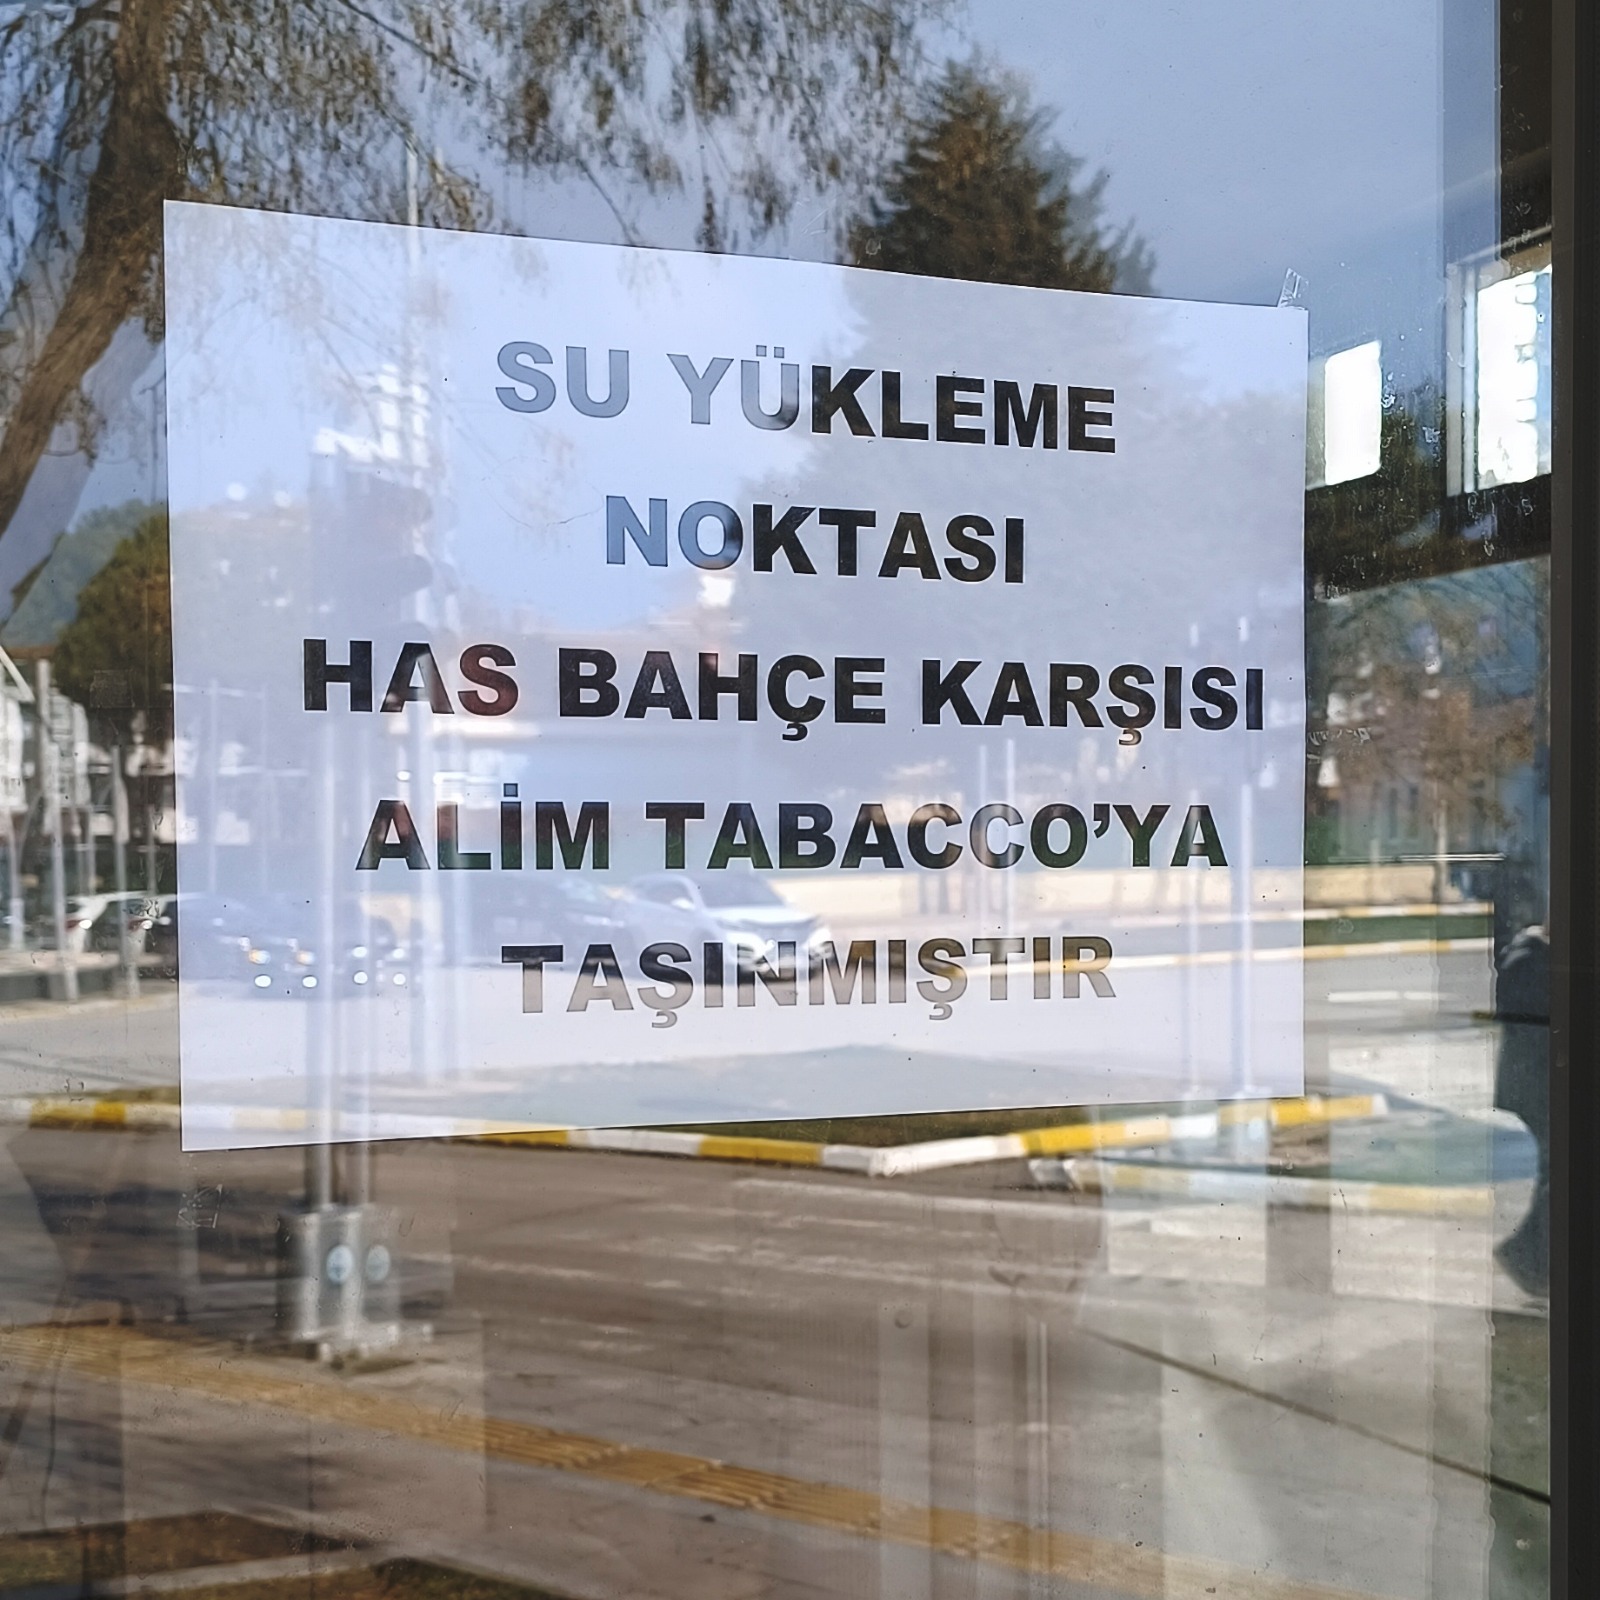 SU YÜKLEME
NOKTASI
HAS BAHÇE KARŞISI
ALİM TABACCO'YA
TAŞINMIŞTIR